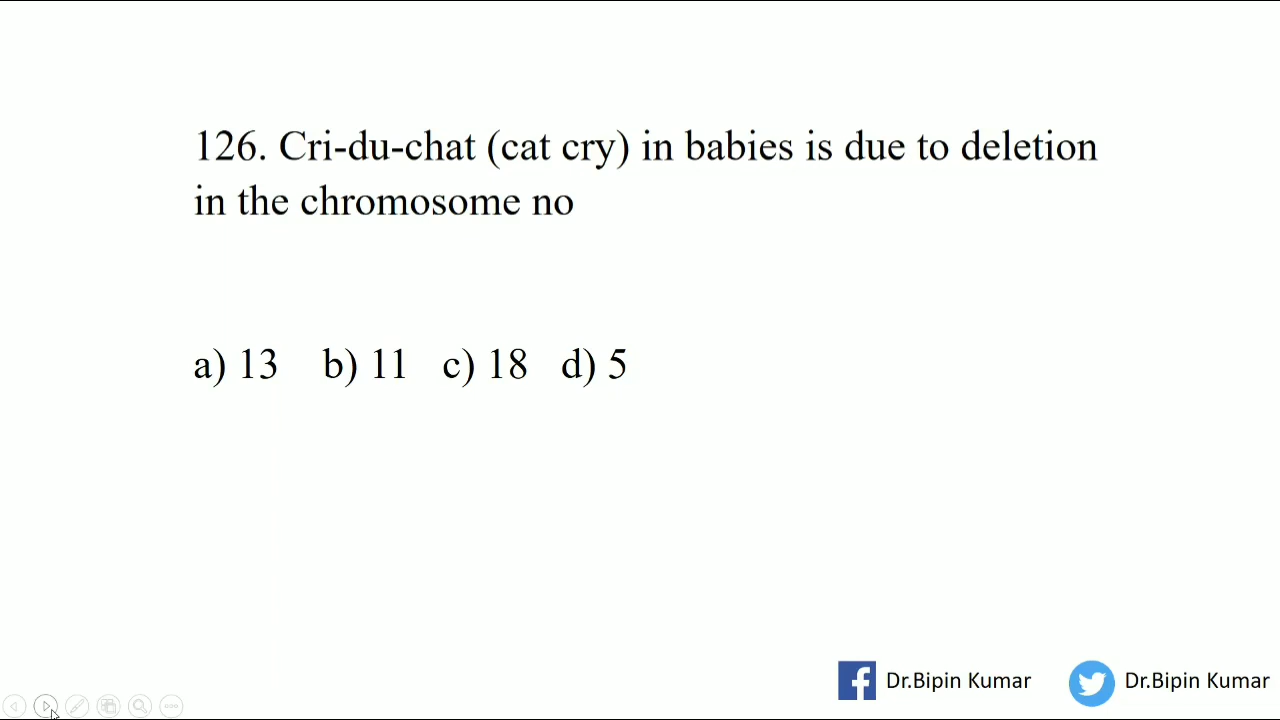 126. Cri-du-chat (cat cry) in babies is due to deletion
in the chromosome no
a) 13 b) 11 c) 18 d) 5
Dr.Bipin Kumar Dr.Bipin Kumar